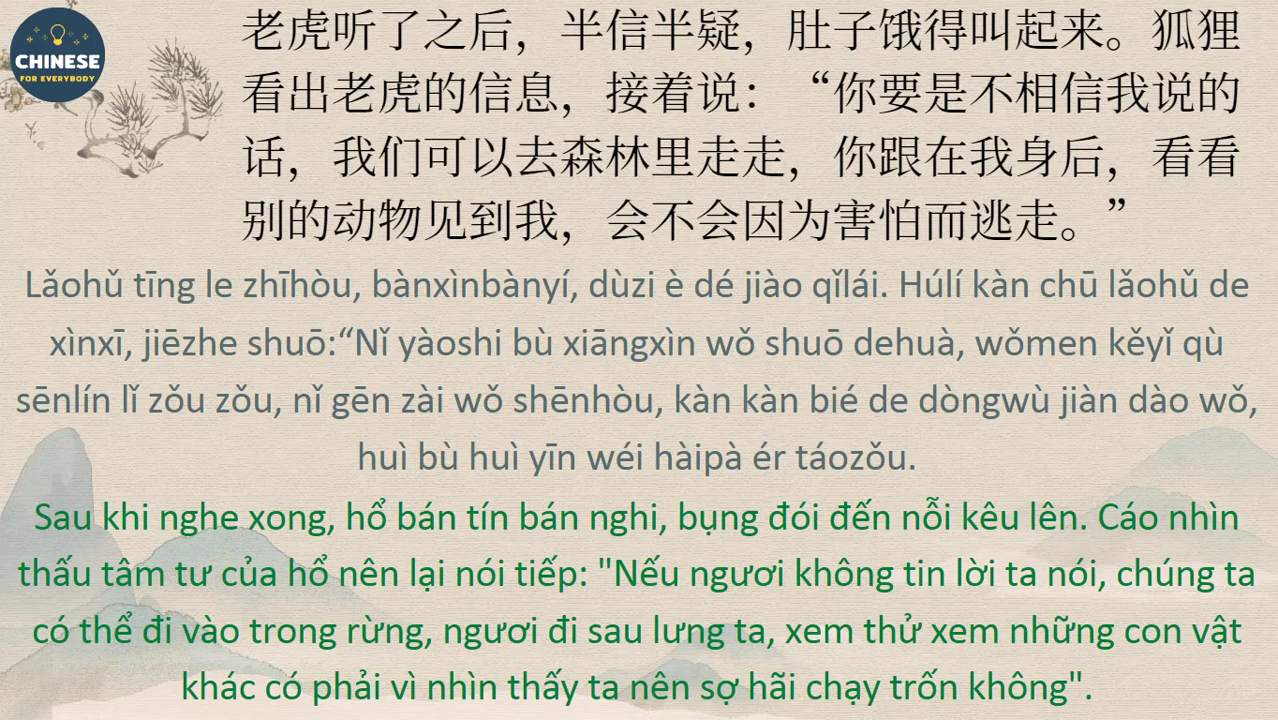 CHINESE
FOR EVERYBODY
老虎听了之后，半信半疑，肚子饿得叫起来。狐狸
看出老虎的信息，接着说：“你要是不相信我说的
话，我们可以去森林里走走，你跟在我身后，看看
别的动物见到我，会不会因为害怕而逃走。”
Lǎohǔ tīng le zhīhòu, bànxìnbànyí, dùzi è dé jiào qǐlái. Húlí kàn chū lǎohǔ de
xìnxī, jiēzhe shuō:“Nǐ yàoshi bù xiāngxìn wǒ shuō dehuà, wǒmen kěyǐ qù
sēnlín lǐ zǒu zǒu, nǐ gēn zài wǒ shēnhòu, kàn kàn bié de dòngwù jiàn dào wǒ,
huì bù huì yīn wéi hàipà ér táozǒu.
Sau khi nghe xong, hổ bán tín bán nghi, bụng đói đến nỗi kêu lên. Cáo nhìn
thấu tâm tư của hổ nên lại nói tiếp: "Nếu ngươi không tin lời ta nói, chúng ta
có thể đi vào trong rừng, ngươi đi sau lưng ta, xem thử xem những con vật
khác có phải vì nhìn thấy ta nên sợ hãi chạy trốn không".